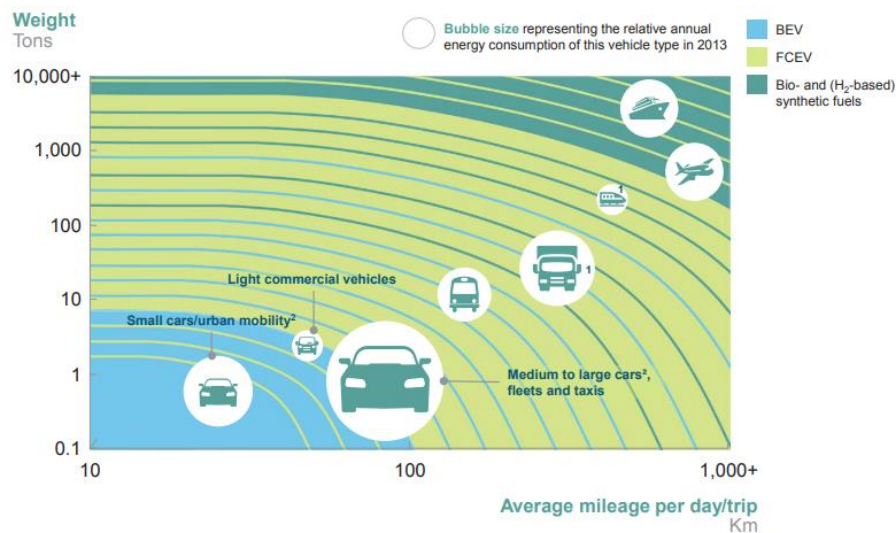 Weight
Tons
Bubble size representing the relative annual
energy consumption of this vehicle type in 2013
BEV
FCEV
Bio- and (H₂-based)
synthetic fuels
10,000+
1,000
100
10
1
0.1
1
1
Light commercial vehicles
Small cars/urban mobility²
Medium to large cars²,
fleets and taxis
10
100
1,000+
Average mileage per day/trip
Km